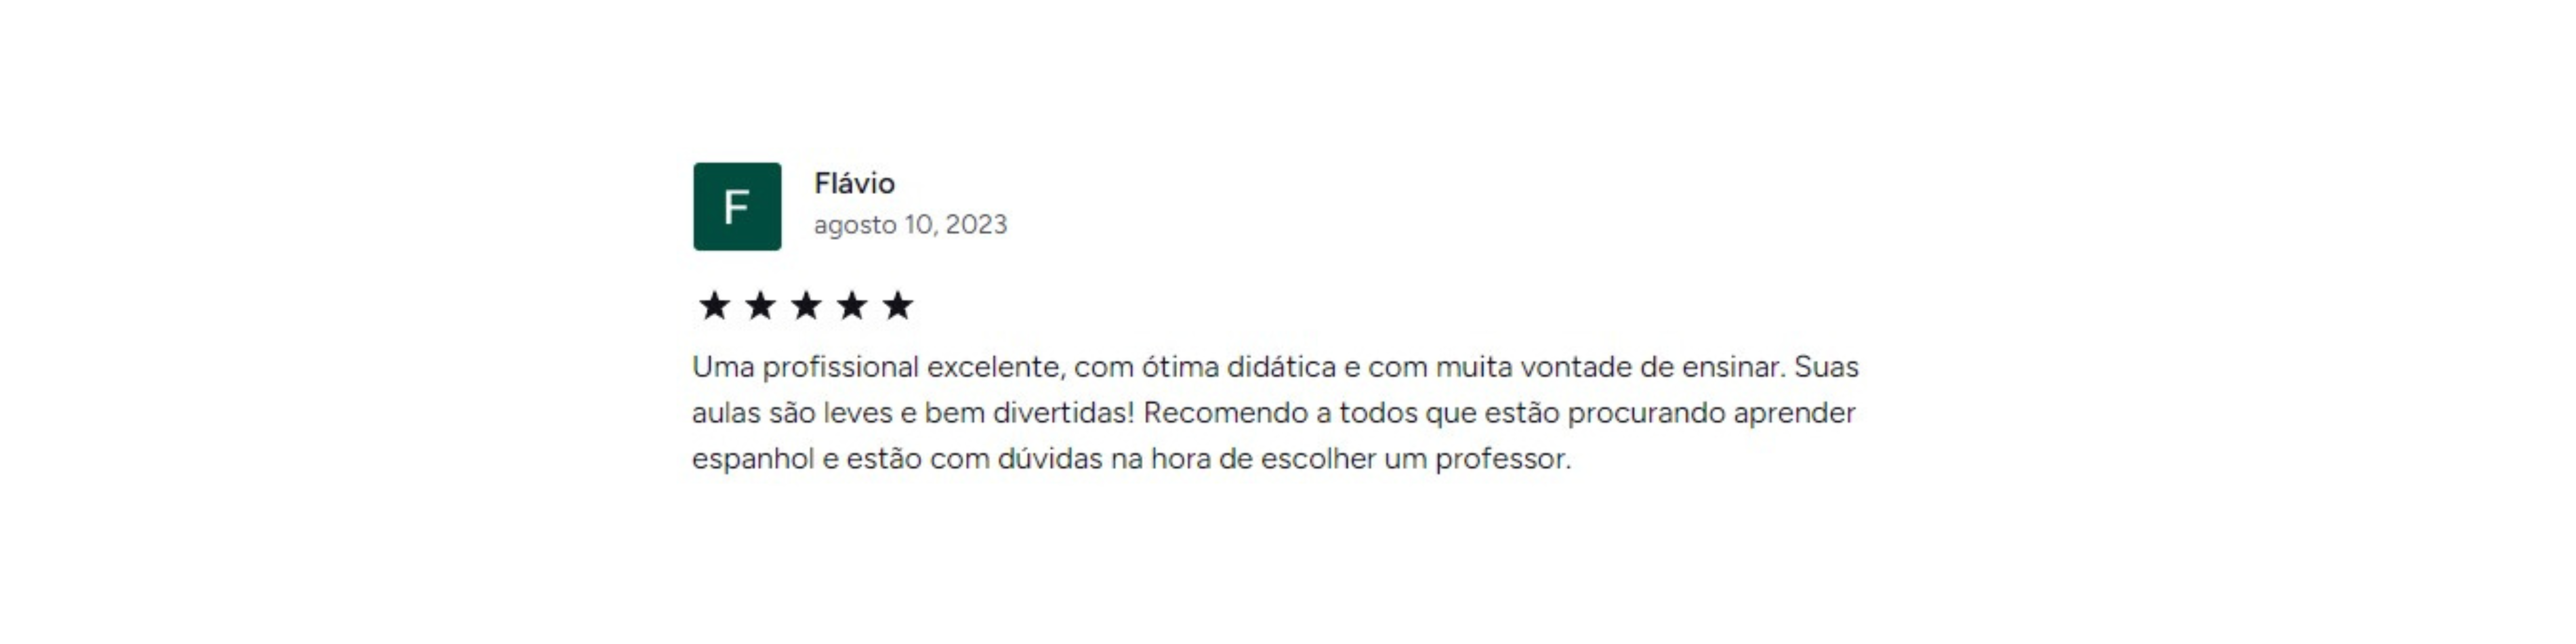 F
Flávio
agosto 10, 2023
Uma profissional excelente, com ótima didática e com muita vontade de ensinar. Suas
aulas são leves e bem divertidas! Recomendo a todos que estão procurando aprender
espanhol e estão com dúvidas na hora de escolher um professor.